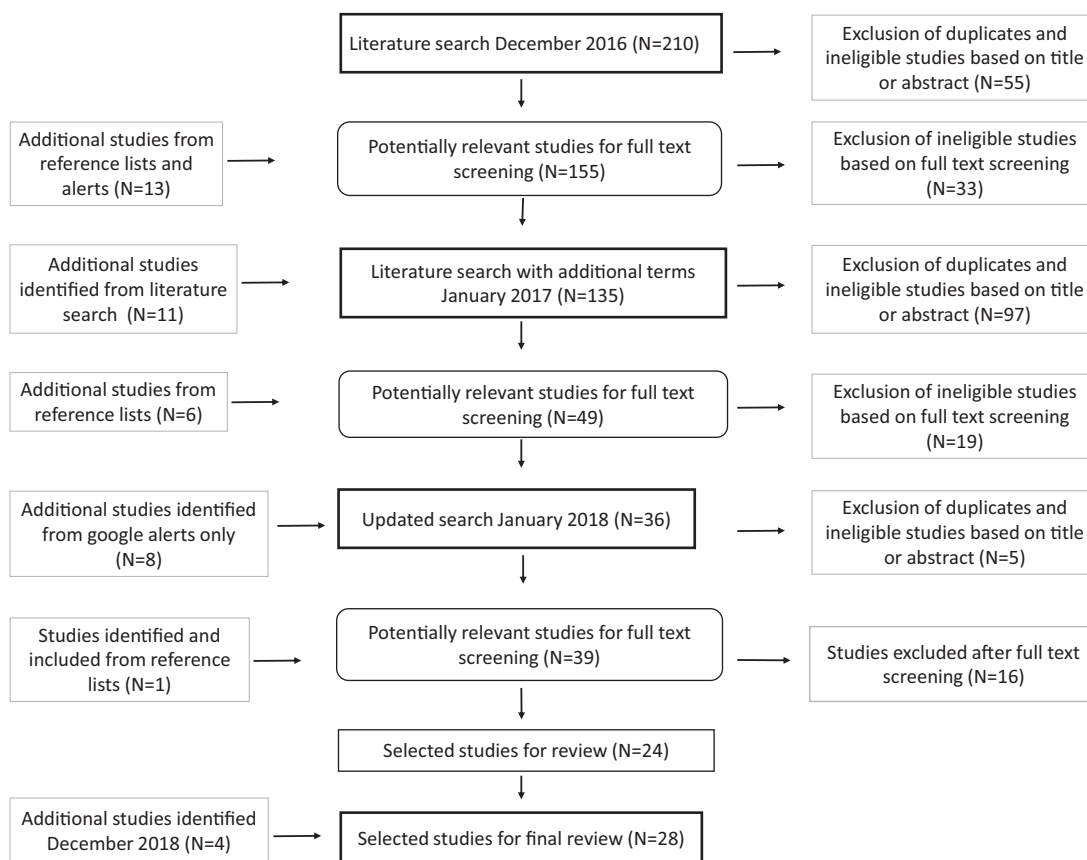 Literature search December 2016 (N=210)
Exclusion of duplicates and
ineligible studies based on title
or abstract (N=55)
Additional studies from
reference lists and
alerts (N=13)
Potentially relevant studies for full text
screening (N=155)
Exclusion of ineligible studies
based on full text screening
(N=33)
Additional studies
identified from literature
search (N=11)
Literature search with additional terms
January 2017 (N=135)
Exclusion of duplicates and
ineligible studies based on title
or abstract (N=97)
Additional studies from
reference lists (N=6)
Potentially relevant studies for full text
screening (N=49)
Exclusion of ineligible studies
based on full text screening
(N=19)
Additional studies identified
from google alerts only
(N=8)
Updated search January 2018 (N=36)
Exclusion of duplicates and
ineligible studies based on title
or abstract (N=5)
Studies identified and
included from reference
lists (N=1)
Potentially relevant studies for full text
screening (N=39)
Studies excluded after full text
screening (N=16)
Selected studies for review (N=24)
Additional studies identified
December 2018 (N=4)
Selected studies for final review (N=28)